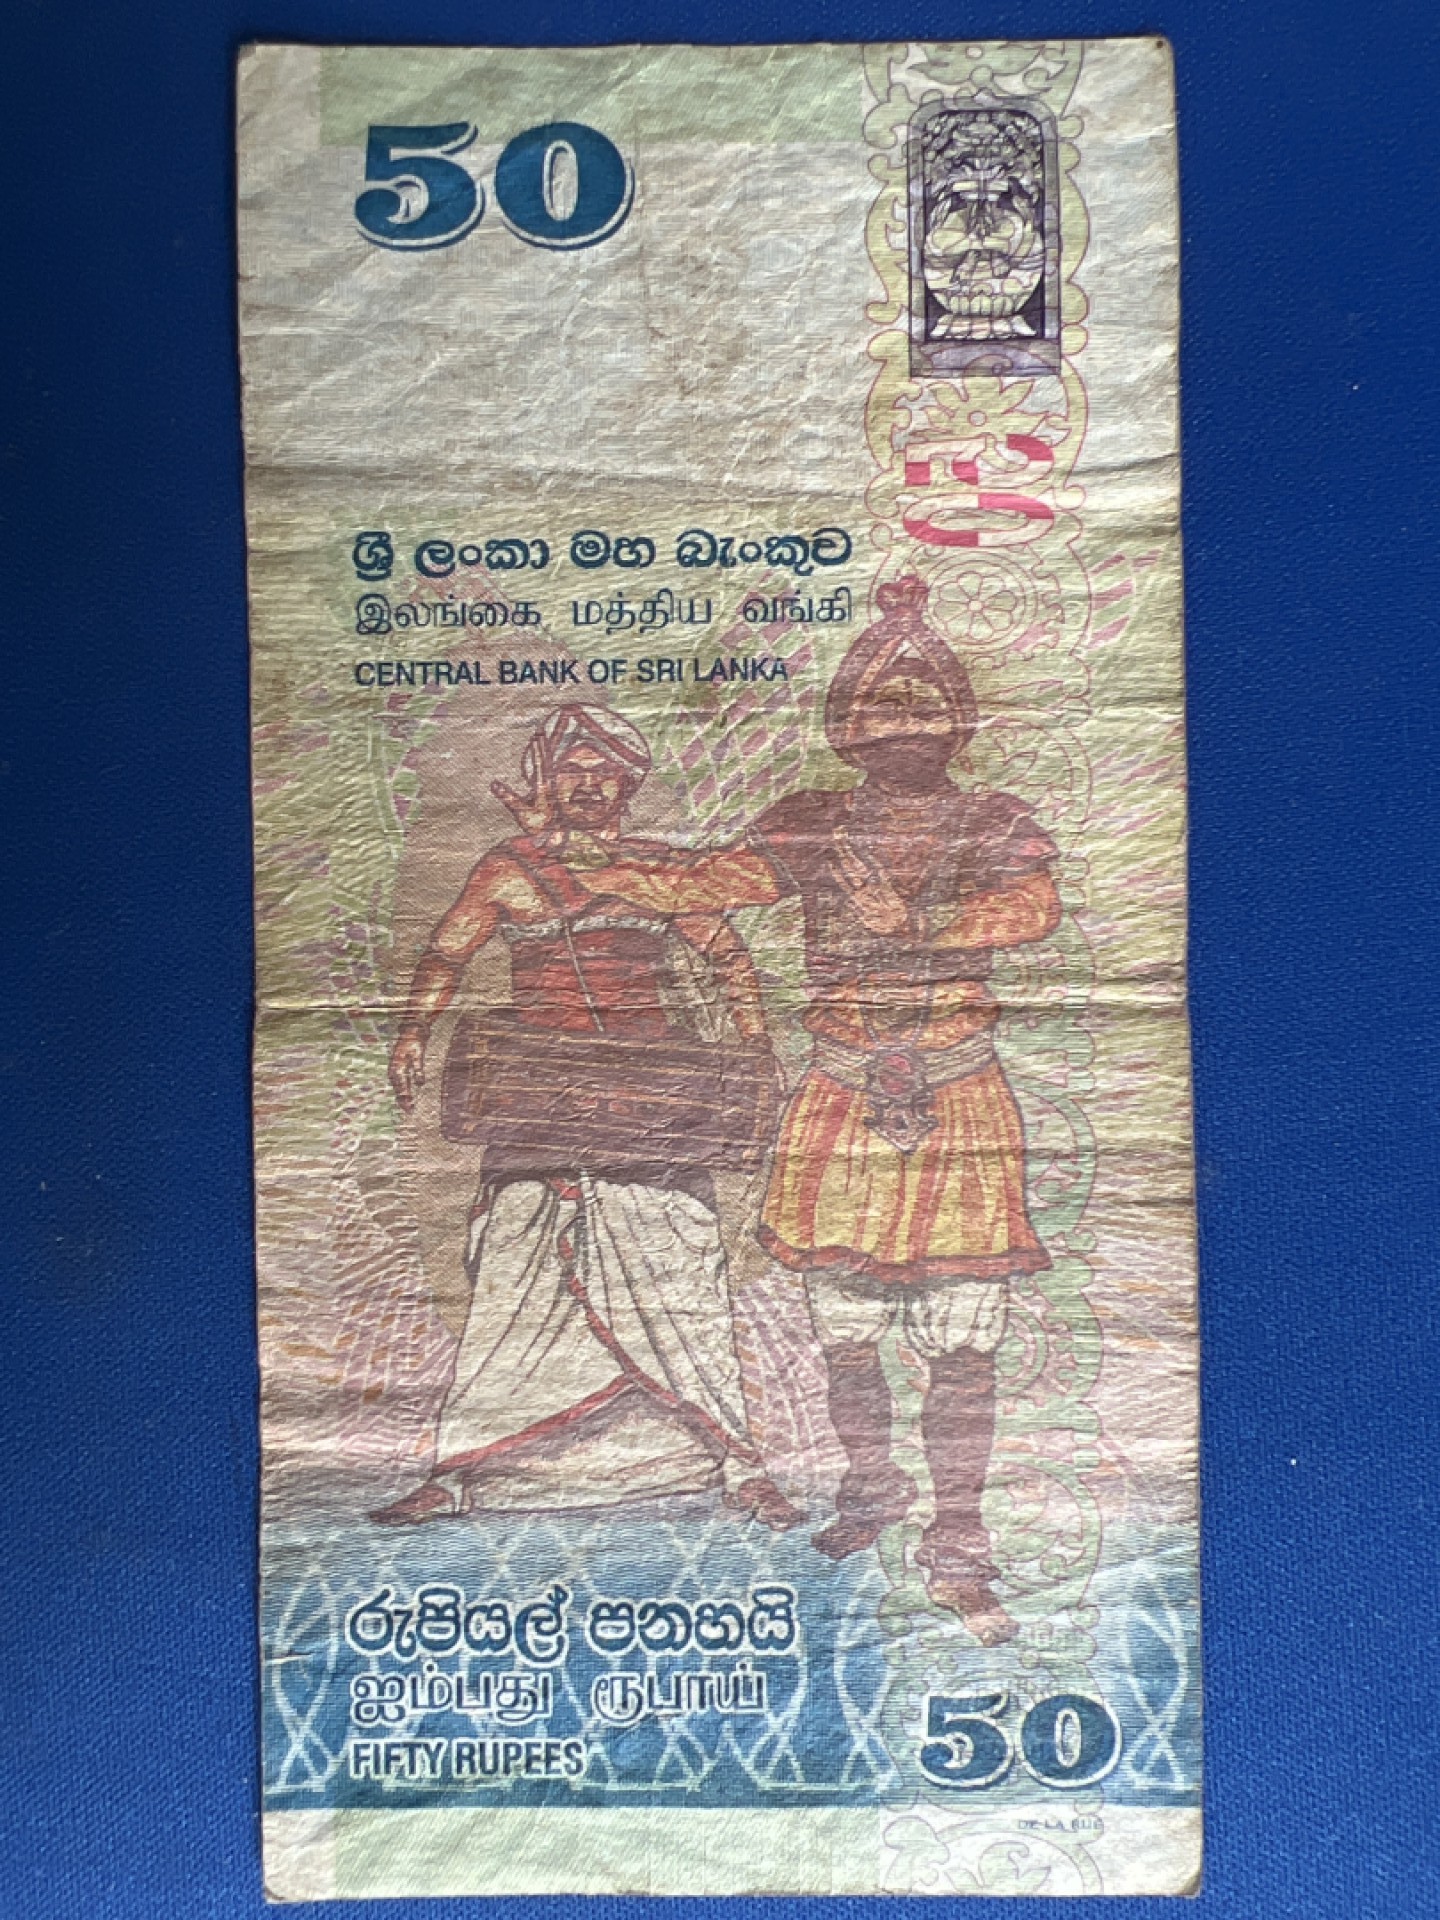 50
50
ශ්‍රී ලංකා මහ බැංකුව
இலங்கை மத்திய வங்கி
CENTRAL BANK OF SRI LANKA
රුපියල් පනහයි
ஐம்பது ரூபாய்
FIFTY RUPEES
50
DE LA RUE